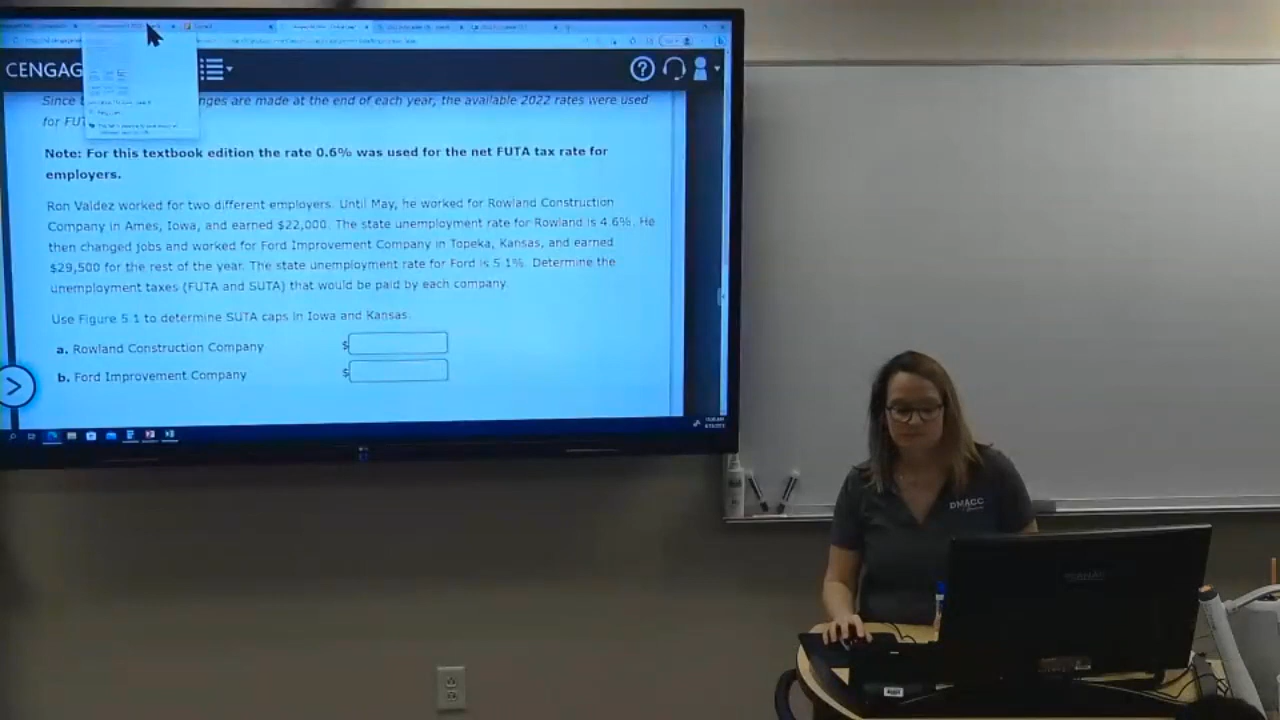 CENGAG
Since nges are made at the end of each year, the available 2022 rates were used
for FUT
Note: For this textbook edition the rate 0.6% was used for the net FUTA tax rate for
employers.
Ron Valdez worked for two different employers. Until May, he worked for Rowland Construction
Company in Ames, Iowa, and earned $22,000. The state unemployment rate for Rowland is 4.6%. He
then changed jobs and worked for Ford Improvement Company in Topeka, Kansas, and earned
$29,500 for the rest of the year. The state unemployment rate for Ford is 5.1%. Determine the
unemployment taxes (FUTA and SUTA) that would be paid by each company.
Use Figure 5.1 to determine SUTA caps in Iowa and Kansas.
a. Rowland Construction Company $
b. Ford Improvement Company $
DMACC